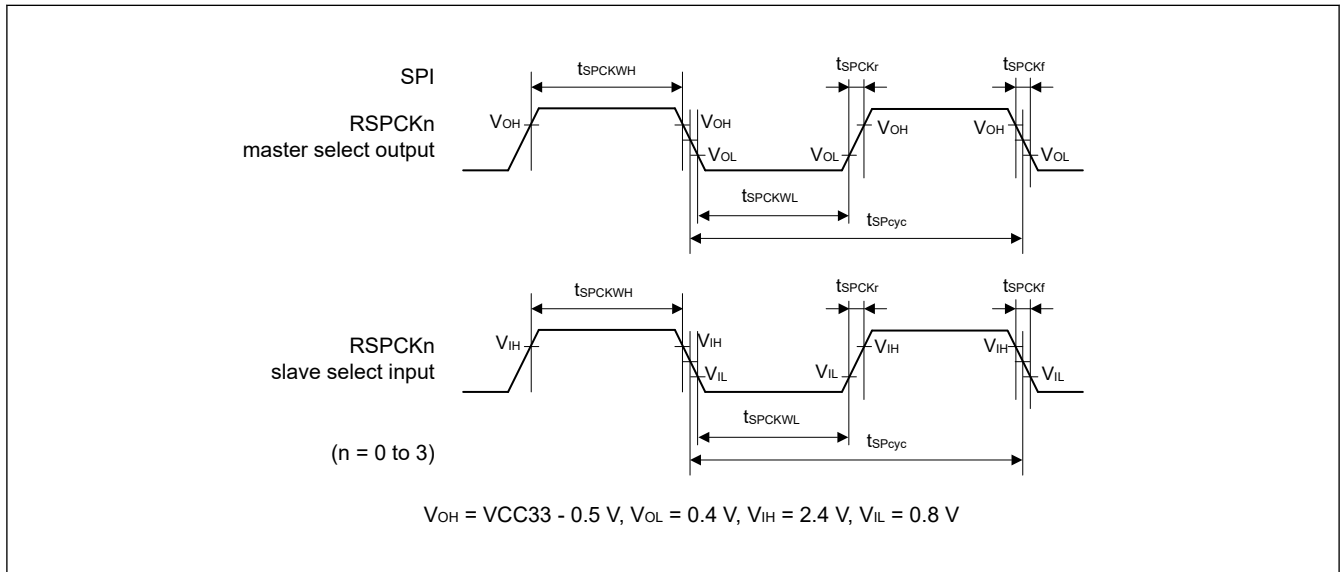 SPI
RSPCKn
master select output
tSPCKWH
tSPCKr
tSPCKf
VOH
VOH
VOL
VOL
VOH
VOH
VOL
tSPCKWL
tSPcyc
RSPCKn
slave select input
tSPCKWH
tSPCKr
tSPCKf
VIH
VIH
VIL
VIL
VIH
VIH
VIL
tSPCKWL
tSPcyc
(n = 0 to 3)
VOH = VCC33 - 0.5 V, VOL = 0.4 V, VIH = 2.4 V, VIL = 0.8 V